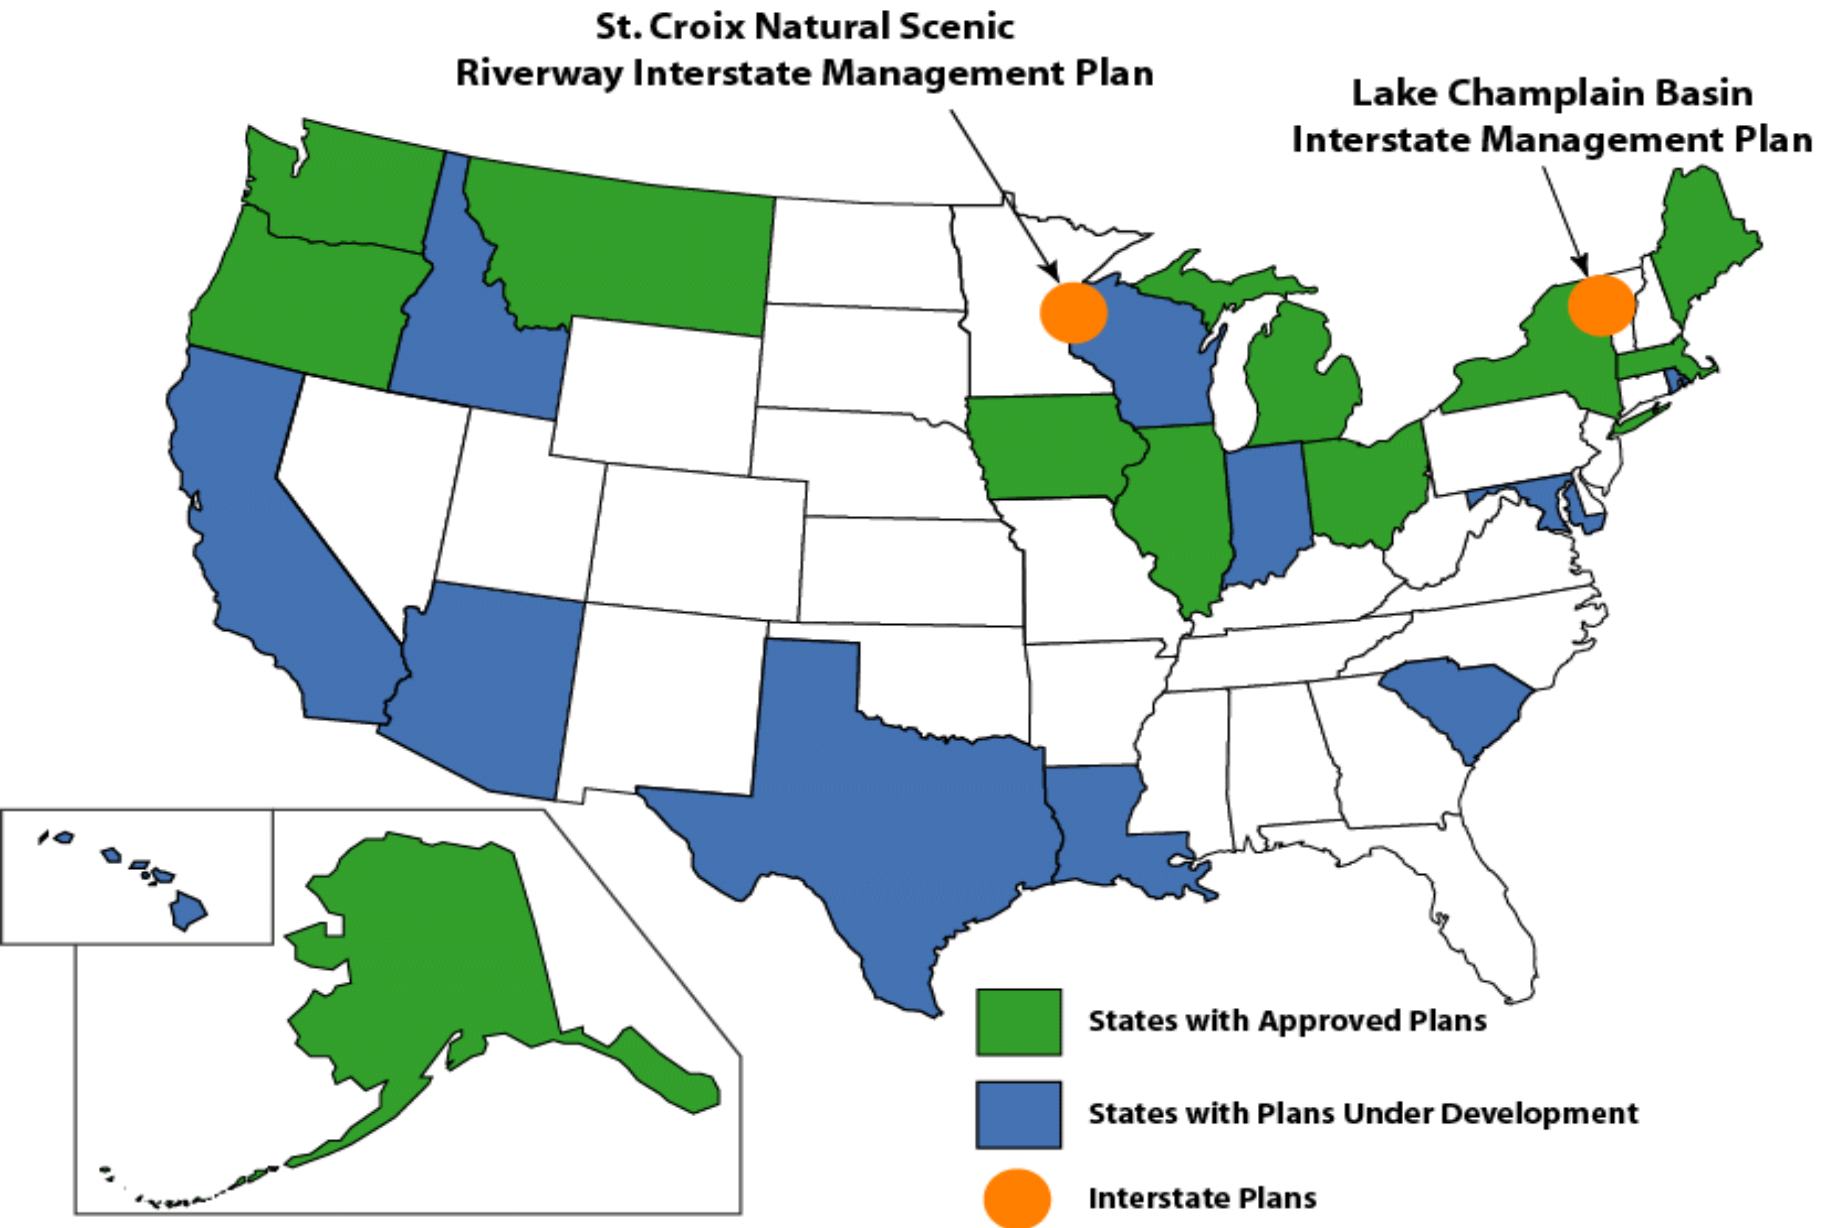 St. Croix Natural Scenic
Riverway Interstate Management Plan
Lake Champlain Basin
Interstate Management Plan
States with Approved Plans
States with Plans Under Development
Interstate Plans